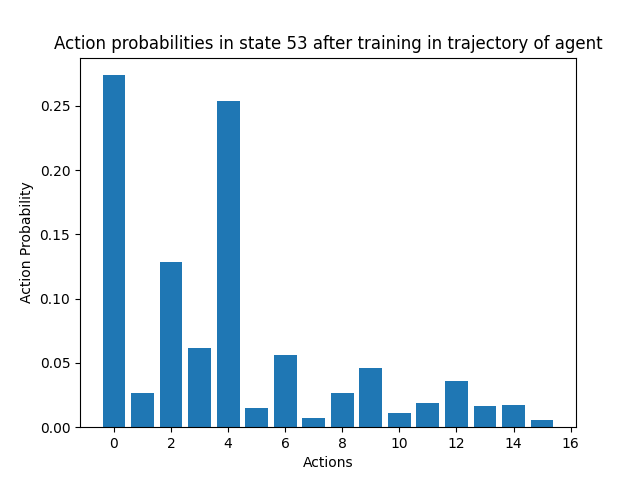 Action probabilities in state 53 after training in trajectory of agent
0.25
0.20
0.15
0.10
0.05
0.00
Action Probability
0 2 4 6 8 10 12 14 16
Actions